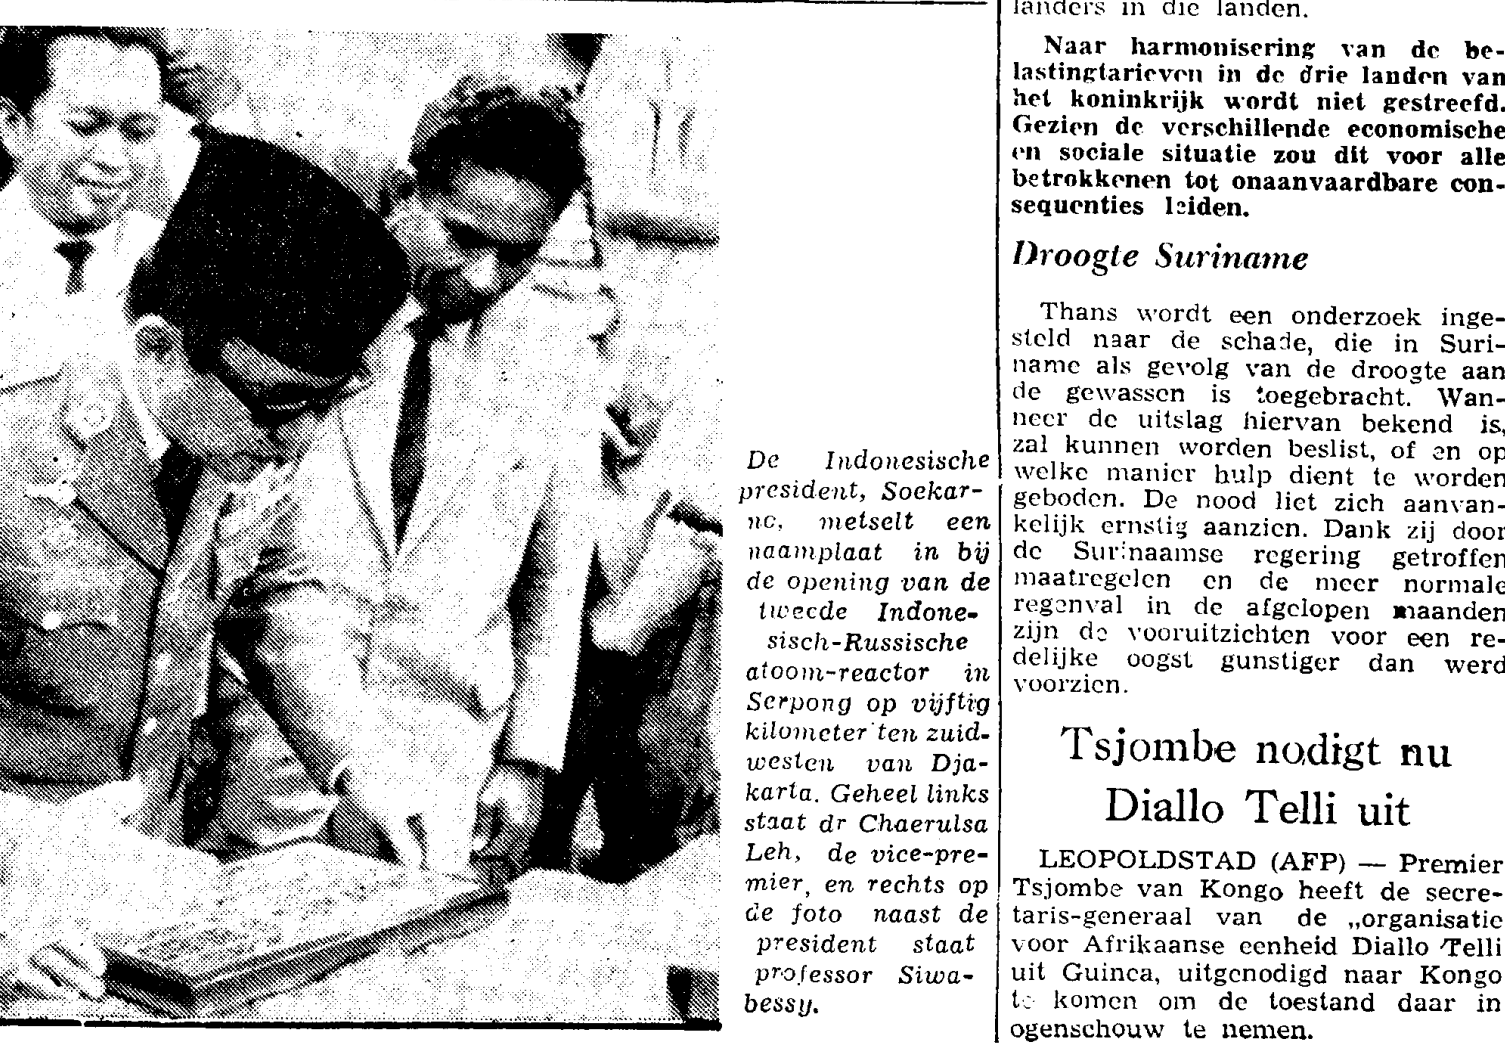 De Indonesische
president, Soekar-
no, metselt een
naamplaat in bij
de opening van de
tweede Indone-
sisch-Russische
atoom-reactor in
Serpong op vijftig
kilometer ten zuid-
westen van Dja-
karta. Geheel links
staat dr Chaerulsa
Leh, de vice-pre-
mier, en rechts op
de foto naast de
president staat
professor Siwa-
bessy.
landers in die landen.
Naar harmonisering van de be-
lastingtarieven in de drie landen van
het koninkrijk wordt niet gestreefd.
Gezien de verschillende economische
en sociale situatie zou dit voor alle
betrokkenen tot onaanvaardbare con-
sequenties leiden.
Droogte Suriname
Thans wordt een onderzoek inge-
steld naar de schade, die in Suri-
name als gevolg van de droogte aan
de gewassen is toegebracht. Wan-
neer de uitslag hiervan bekend is,
zal kunnen worden beslist, of en op
welke manier hulp dient te worden
geboden. De nood liet zich aanvan-
kelijk ernstig aanzien. Dank zij door
de Surinaamse regering getroffen
maatregelen en de meer normale
regenval in de afgelopen maanden
zijn de vooruitzichten voor een re-
delijke oogst gunstiger dan werd
voorzien.
Tsjombe nodigt nu
Diallo Telli uit
LEOPOLDSTAD (AFP) — Premier
Tsjombe van Kongo heeft de secre-
taris-generaal van de „organisatie
voor Afrikaanse eenheid Diallo Telli
uit Guinea, uitgenodigd naar Kongo
te komen om de toestand daar in
ogenschouw te nemen.